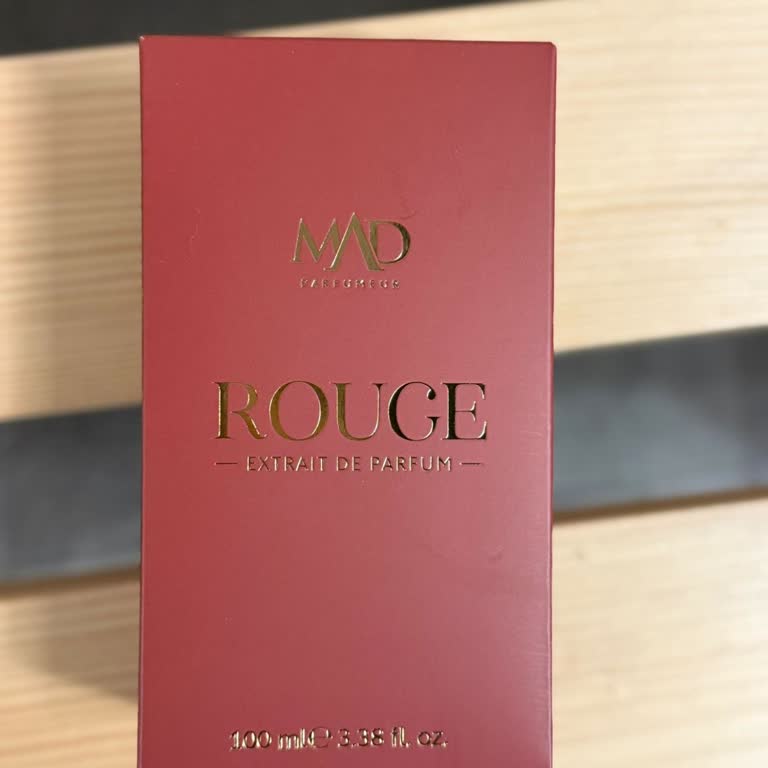 MAD
PARFUMEUR
ROUGE
EXTRAIT DE PARFUM
100 ml℮ 3.38 fl. oz.